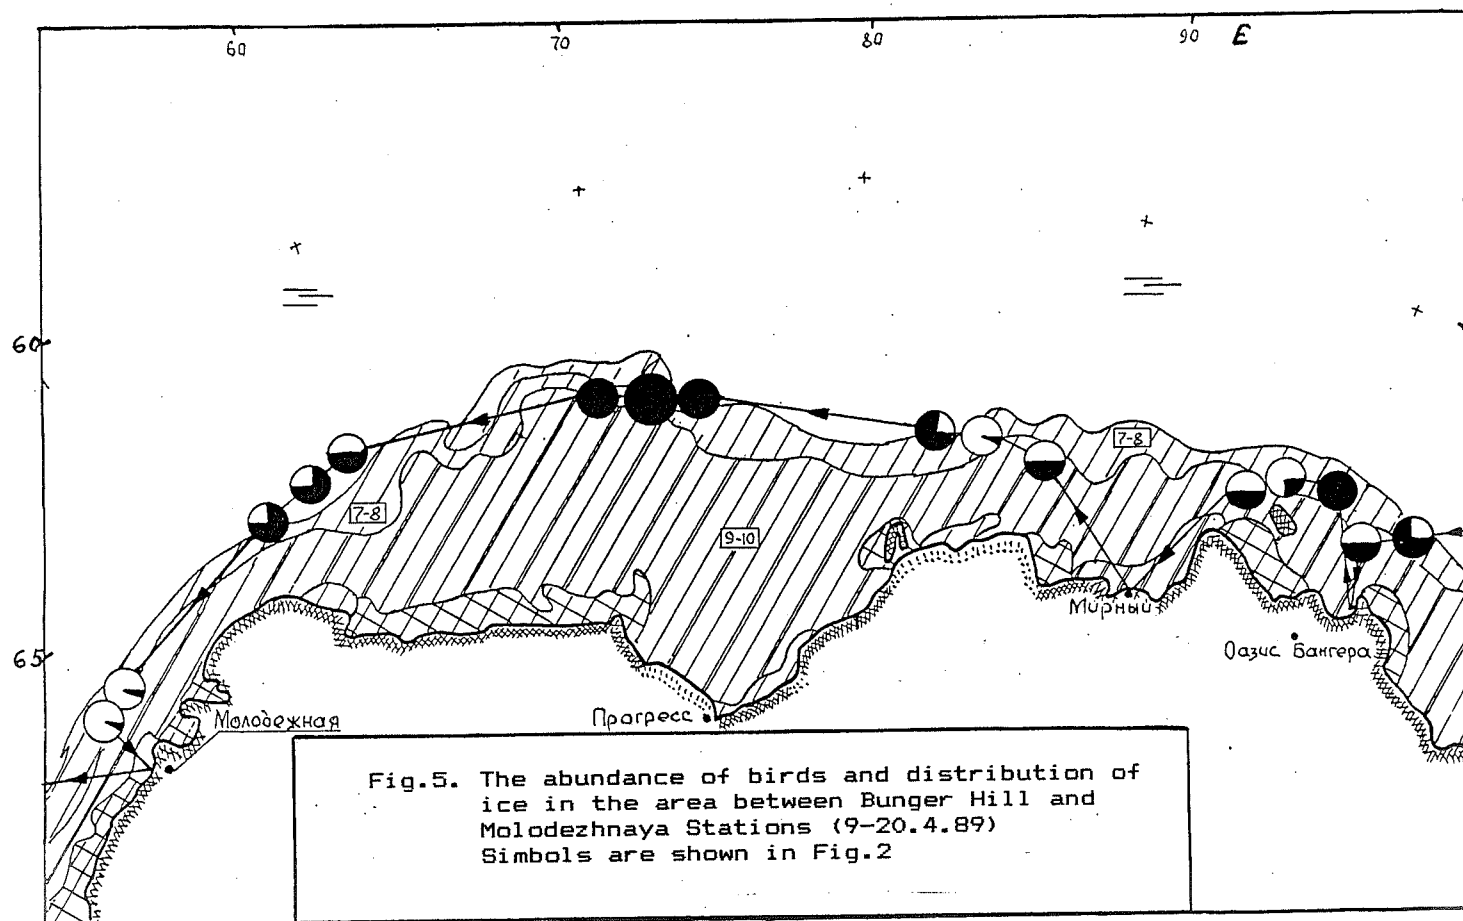 60 70 80 90 E
60
7-8
7-8
9-10
Мирный
Оазис Бангера
65
Молодежная
Прогресс
Fig.5. The abundance of birds and distribution of
ice in the area between Bunger Hill and
Molodezhnaya Stations (9-20.4.89)
Simbols are shown in Fig.2